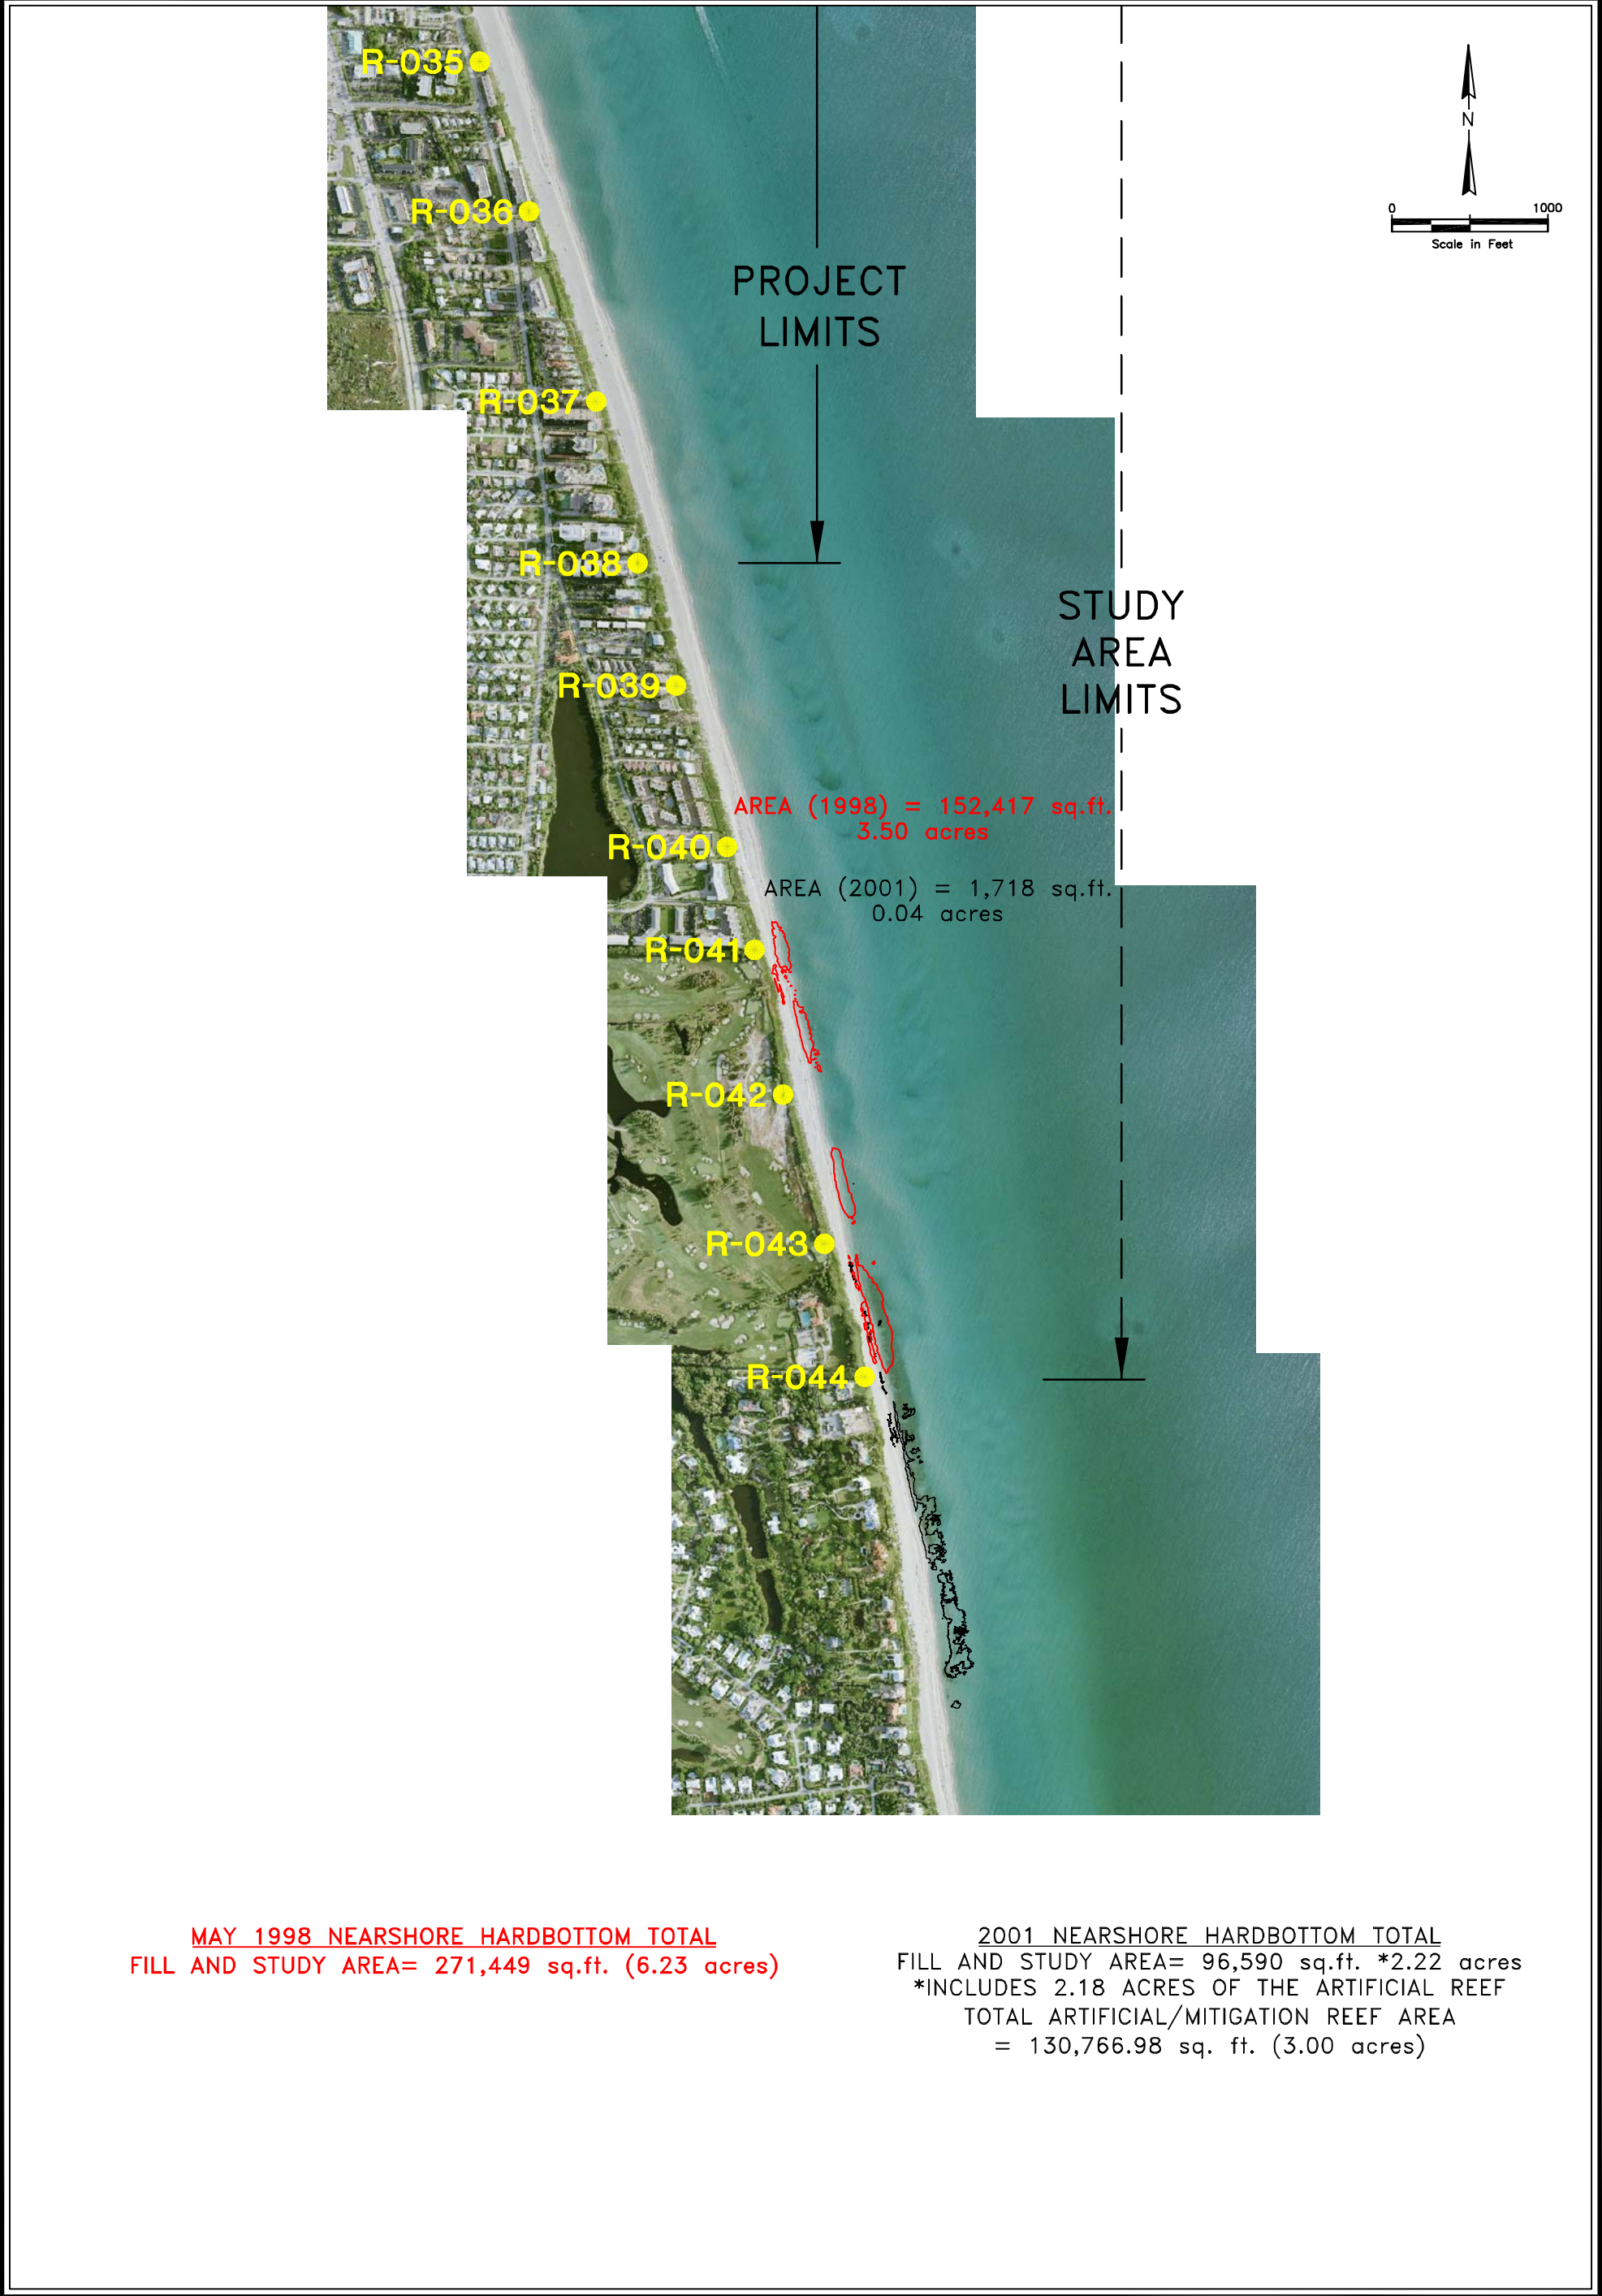 R-035
N
0 1000
Scale in Feet
R-036
PROJECT
LIMITS
R-037
R-038
STUDY
AREA
LIMITS
R-039
AREA (1998) = 152,417 sq.ft.
3.50 acres
R-040
AREA (2001) = 1,718 sq.ft.
0.04 acres
R-041
R-042
R-043
R-044
MAY 1998 NEARSHORE HARDBOTTOM TOTAL
FILL AND STUDY AREA= 271,449 sq.ft. (6.23 acres)
2001 NEARSHORE HARDBOTTOM TOTAL
FILL AND STUDY AREA= 96,590 sq.ft. *2.22 acres
*INCLUDES 2.18 ACRES OF THE ARTIFICIAL REEF
TOTAL ARTIFICIAL/MITIGATION REEF AREA
= 130,766.98 sq. ft. (3.00 acres)